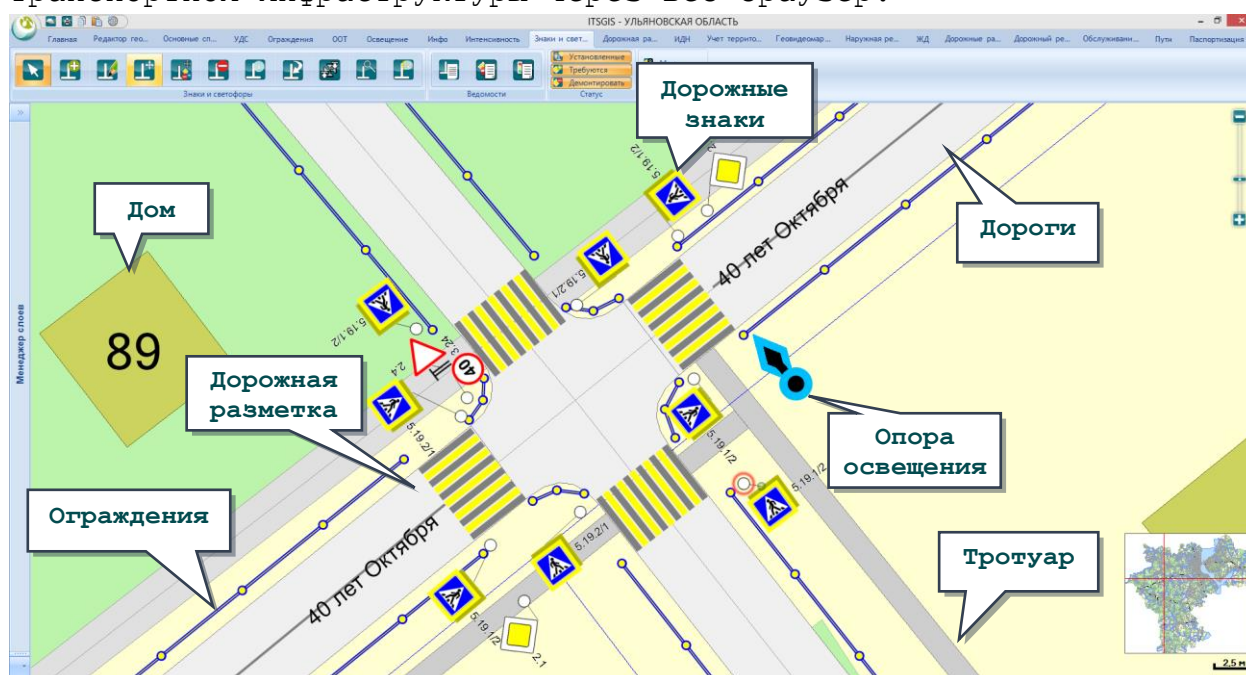 транспортной инфраструктуры через веб-браузер.
ITSGIS - УЛЬЯНОВСКАЯ ОБЛАСТЬ
Главная Редактор гео... Основные сл... УДС Ограждения ООТ Освещение Инфо Интенсивность Знаки и свет... Дорожная ра... ИДН Учет террито... Геовидеонар... Наружная ре... ЖД Дорожные ра... Дорожный ре... Обслуживани... Пути Паспортизация
Установленные
Требуются
Демонтировать
Знаки и светофоры Ведомости Статус
Менеджер слоев
Дорожные
знаки
Дом
Дороги
89
Дорожная
разметка
Опора
освещения
Ограждения
Тротуар
40 лет Октября
40 лет Октября
5.19.1/2
5.19.2/1
5.19.1/2
3.24
2.4
40
5.19.2/1
5.19.1/2
5.19.1/2
5.19.2/1
5.19.1/2
2.1
2,5 м